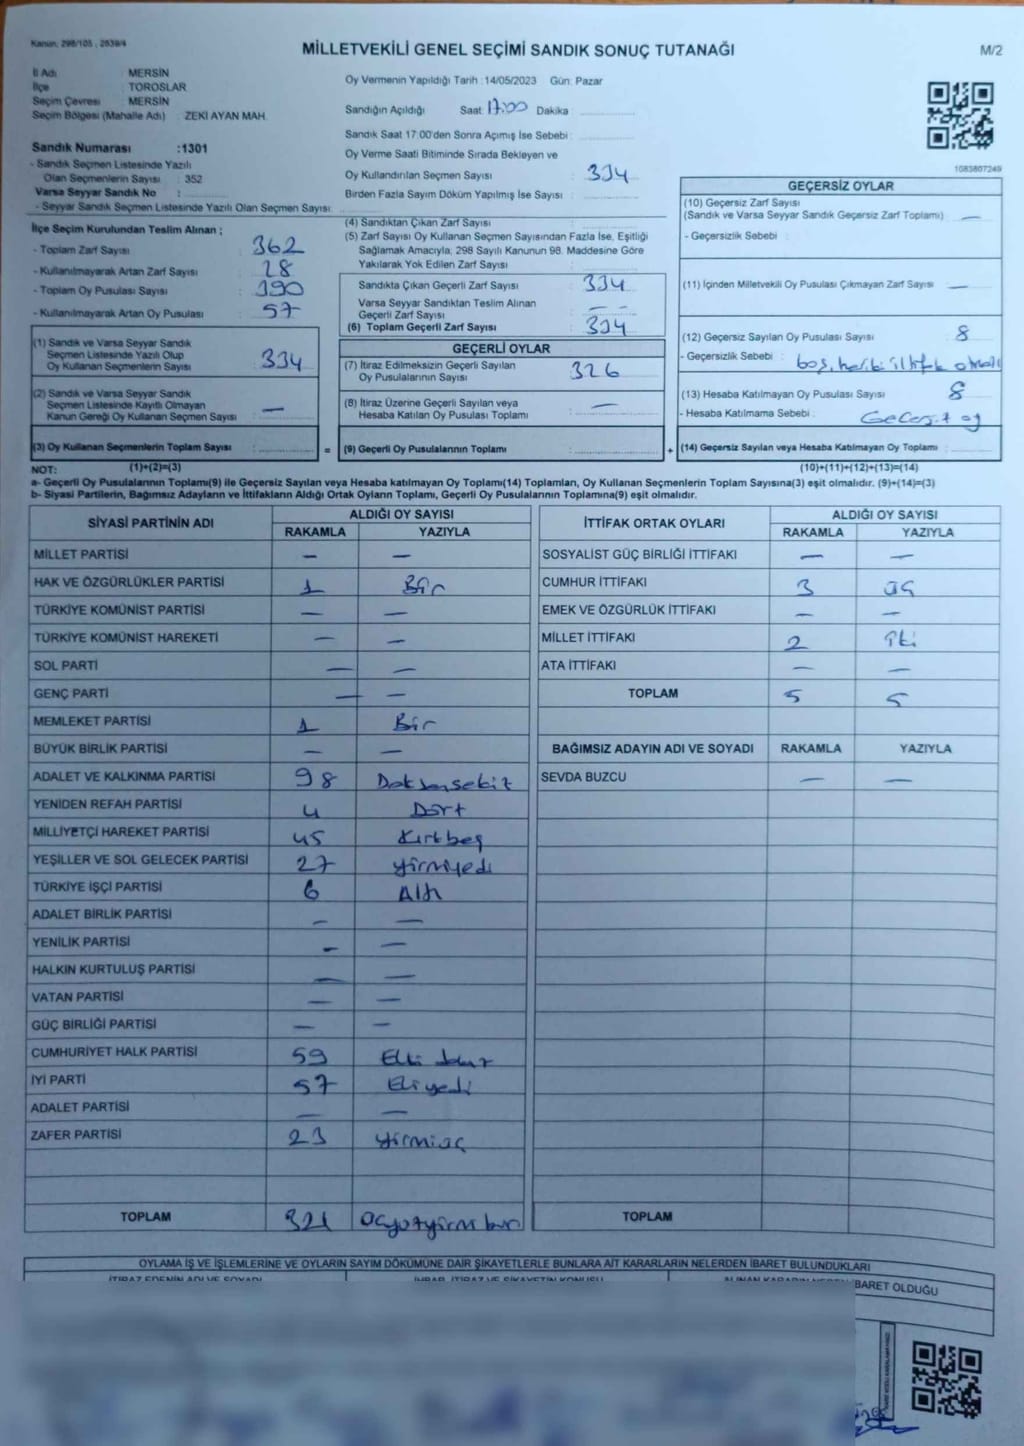 Kanun: 298/105 , 2839/4
MİLLETVEKİLİ GENEL SEÇİMİ SANDIK SONUÇ TUTANAĞI
M/2
İl Adı : MERSİN
İlçe : TOROSLAR
Seçim Çevresi : MERSİN
Seçim Bölgesi (Mahalle Adı) : ZEKİ AYAN MAH.
Sandık Numarası :1301
- Sandık Seçmen Listesinde Yazılı
Olan Seçmenlerin Sayısı : 352
Varsa Seyyar Sandık No :
- Seyyar Sandık Seçmen Listesinde Yazılı Olan Seçmen Sayısı:
Oy Vermenin Yapıldığı Tarih :14/05/2023 Gün: Pazar
Sandığın Açıldığı Saat 17:00 Dakika :
Sandık Saat 17:00'den Sonra Açımış İse Sebebi :
Oy Verme Saati Bitiminde Sırada Bekleyen ve
Oy Kullandırılan Seçmen Sayısı : 334
Birden Fazla Sayım Döküm Yapılmış İse Sayısı :
1083807249
İlçe Seçim Kurulundan Teslim Alınan ;
- Toplam Zarf Sayısı : 362
- Kullanılmayarak Artan Zarf Sayısı : 28
- Toplam Oy Pusulası Sayısı : 390
- Kullanılmayarak Artan Oy Pusulası : 57
(4) Sandıktan Çıkan Zarf Sayısı :
(5) Zarf Sayısı Oy Kullanan Seçmen Sayısından Fazla İse, Eşitliği
Sağlamak Amacıyla, 298 Sayılı Kanunun 98. Maddesine Göre
Yakılarak Yok Edilen Zarf Sayısı :
Sandıkta Çıkan Geçerli Zarf Sayısı : 334
Varsa Seyyar Sandıktan Teslim Alınan
Geçerli Zarf Sayısı : —
(6) Toplam Geçerli Zarf Sayısı : 334
GEÇERSİZ OYLAR
(10) Geçersiz Zarf Sayısı
(Sandık ve Varsa Seyyar Sandık Geçersiz Zarf Toplamı) : —
- Geçersizlik Sebebi :
(11) İçinden Milletvekili Oy Pusulası Çıkmayan Zarf Sayısı : —
(12) Geçersiz Sayılan Oy Pusulası Sayısı : 8
- Geçersizlik Sebebi : boş,
(13) Hesaba Katılmayan Oy Pusulası Sayısı : 8
- Hesaba Katılmama Sebebi :
(1) Sandık ve Varsa Seyyar Sandık
Seçmen Listesinde Yazılı Olup
Oy Kullanan Seçmenlerin Sayısı : 334
(2) Sandık ve Varsa Seyyar Sandık
Seçmen Listesinde Kayıtlı Olmayan
Kanun Gereği Oy Kullanan Seçmen Sayısı : —
GEÇERLİ OYLAR
(7) İtiraz Edilmeksizin Geçerli Sayılan
Oy Pusulalarının Sayısı : 326
(8) İtiraz Üzerine Geçerli Sayılan veya
Hesaba Katılan Oy Pusulası Toplamı : —
(3) Oy Kullanan Seçmenlerin Toplam Sayısı : = (9) Geçerli Oy Pusulalarının Toplamı : + (14) Geçersiz Sayılan veya Hesaba Katılmayan Oy Toplamı :
NOT: (1)+(2)=(3) (10)+(11)+(12)+(13)=(14)
a- Geçerli Oy Pusulalarının Toplamı(9) ile Geçersiz Sayılan veya Hesaba katılmayan Oy Toplamı(14) Toplamları, Oy Kullanan Seçmenlerin Toplam Sayısına(3) eşit olmalıdır. (9)+(14)=(3)
b- Siyasi Partilerin, Bağımsız Adayların ve İttifakların Aldığı Ortak Oyların Toplamı, Geçerli Oy Pusulalarının Toplamına(9) eşit olmalıdır.
SİYASİ PARTİNİN ADI ALDIĞI OY SAYISI
RAKAMLA YAZIYLA
MİLLET PARTİSİ — —
HAK VE ÖZGÜRLÜKLER PARTİSİ 1 Bir
TÜRKİYE KOMÜNİST PARTİSİ — —
TÜRKİYE KOMÜNİST HAREKETİ — —
SOL PARTİ — —
GENÇ PARTİ — —
MEMLEKET PARTİSİ 1 Bir
BÜYÜK BİRLİK PARTİSİ — —
ADALET VE KALKINMA PARTİSİ 98 Doksansekiz
YENİDEN REFAH PARTİSİ 4 Dört
MİLLİYETÇİ HAREKET PARTİSİ 45 Kırkbeş
YEŞİLLER VE SOL GELECEK PARTİSİ 27 yirmiyedi
TÜRKİYE İŞÇİ PARTİSİ 6 Altı
ADALET BİRLİK PARTİSİ — —
YENİLİK PARTİSİ — —
HALKIN KURTULUŞ PARTİSİ — —
VATAN PARTİSİ — —
GÜÇ BİRLİĞİ PARTİSİ — —
CUMHURİYET HALK PARTİSİ 59 Elli
İYİ PARTİ 57 Eliyedi
ADALET PARTİSİ — —
ZAFER PARTİSİ 23 yirmiüç
TOPLAM 321
İTTİFAK ORTAK OYLARI ALDIĞI OY SAYISI
RAKAMLA YAZIYLA
SOSYALİST GÜÇ BİRLİĞİ İTTİFAKI — —
CUMHUR İTTİFAKI 3 üç
EMEK VE ÖZGÜRLÜK İTTİFAKI — —
MİLLET İTTİFAKI 2 iki
ATA İTTİFAKI — —
TOPLAM 5 5
BAĞIMSIZ ADAYIN ADI VE SOYADI RAKAMLA YAZIYLA
SEVDA BUZCU — —
TOPLAM
OYLAMA İŞ VE İŞLEMLERİNE VE OYLARIN SAYIM DÖKÜMÜNE DAİR ŞİKAYETLERLE BUNLARA AİT KARARLARIN NELERDEN İBARET BULUNDUKLARI
İTİRAZ EDENİN ADI VE SOYADI
BARET OLDUĞU